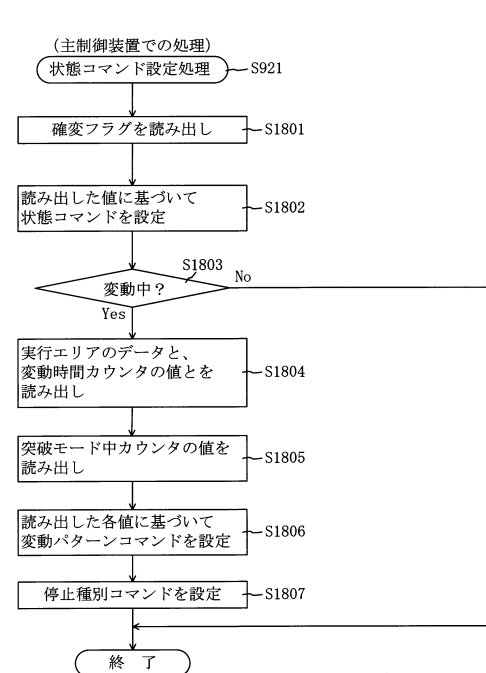 (主制御装置での処理)
状態コマンド設定処理
S921
確変フラグを読み出し
S1801
読み出した値に基づいて
状態コマンドを設定
S1802
S1803
変動中?
No
Yes
実行エリアのデータと、
変動時間カウンタの値とを
読み出し
S1804
突破モード中カウンタの値を
読み出し
S1805
読み出した各値に基づいて
変動パターンコマンドを設定
S1806
停止種別コマンドを設定
S1807
終 了